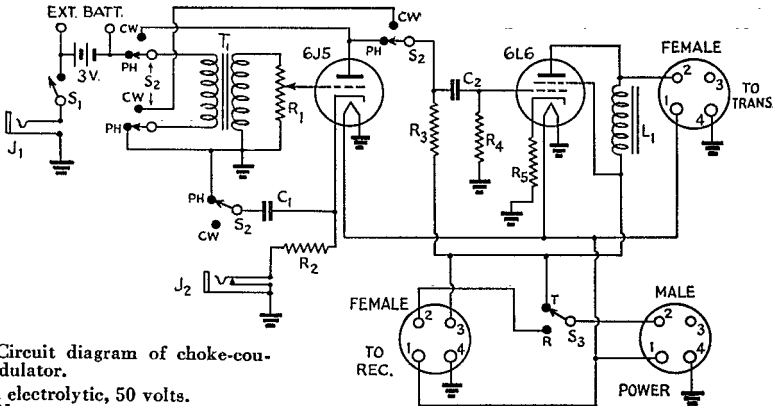 EXT. BATT.
CW
CW
3V.
PH
S2
T1
6J5
PH
S2
6L6
FEMALE
2
3
1
4
TO
TRANS.
S1
CW
R1
C2
PH
R3
R4
L1
J1
R5
PH
S2
C1
CW
R2
J2
FEMALE
2
3
1
4
TO
REC.
T
R
S3
MALE
2
3
1
4
POWER
Circuit diagram of choke-cou-
dulator.
electrolytic, 50 volts.